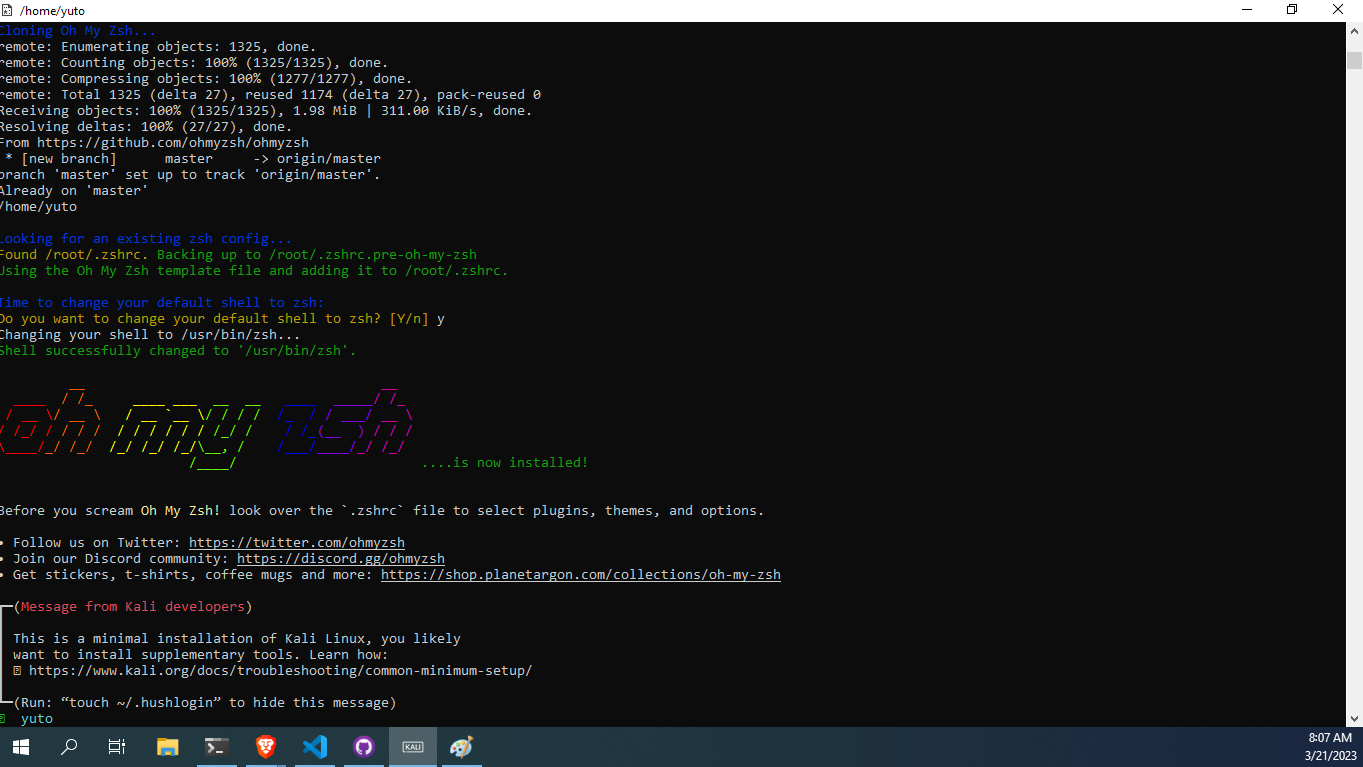 /home/yuto
Cloning Oh My Zsh...
remote: Enumerating objects: 1325, done.
remote: Counting objects: 100% (1325/1325), done.
remote: Compressing objects: 100% (1277/1277), done.
remote: Total 1325 (delta 27), reused 1174 (delta 27), pack-reused 0
Receiving objects: 100% (1325/1325), 1.98 MiB | 311.00 KiB/s, done.
Resolving deltas: 100% (27/27), done.
From https://github.com/ohmyzsh/ohmyzsh
* [new branch]      master     -> origin/master
branch 'master' set up to track 'origin/master'.
Already on 'master'
/home/yuto
Looking for an existing zsh config...
Found /root/.zshrc. Backing up to /root/.zshrc.pre-oh-my-zsh
Using the Oh My Zsh template file and adding it to /root/.zshrc.
Time to change your default shell to zsh:
Do you want to change your default shell to zsh? [Y/n] y
Changing your shell to /usr/bin/zsh...
Shell successfully changed to '/usr/bin/zsh'.
oh my zsh
....is now installed!
Before you scream Oh My Zsh! look over the `.zshrc` file to select plugins, themes, and options.
• Follow us on Twitter: https://twitter.com/ohmyzsh
• Join our Discord community: https://discord.gg/ohmyzsh
• Get stickers, t-shirts, coffee mugs and more: https://shop.planetargon.com/collections/oh-my-zsh
(Message from Kali developers)
This is a minimal installation of Kali Linux, you likely
want to install supplementary tools. Learn how:
https://www.kali.org/docs/troubleshooting/common-minimum-setup/
(Run: “touch ~/.hushlogin” to hide this message)
yuto
KALI
8:07 AM
3/21/2023